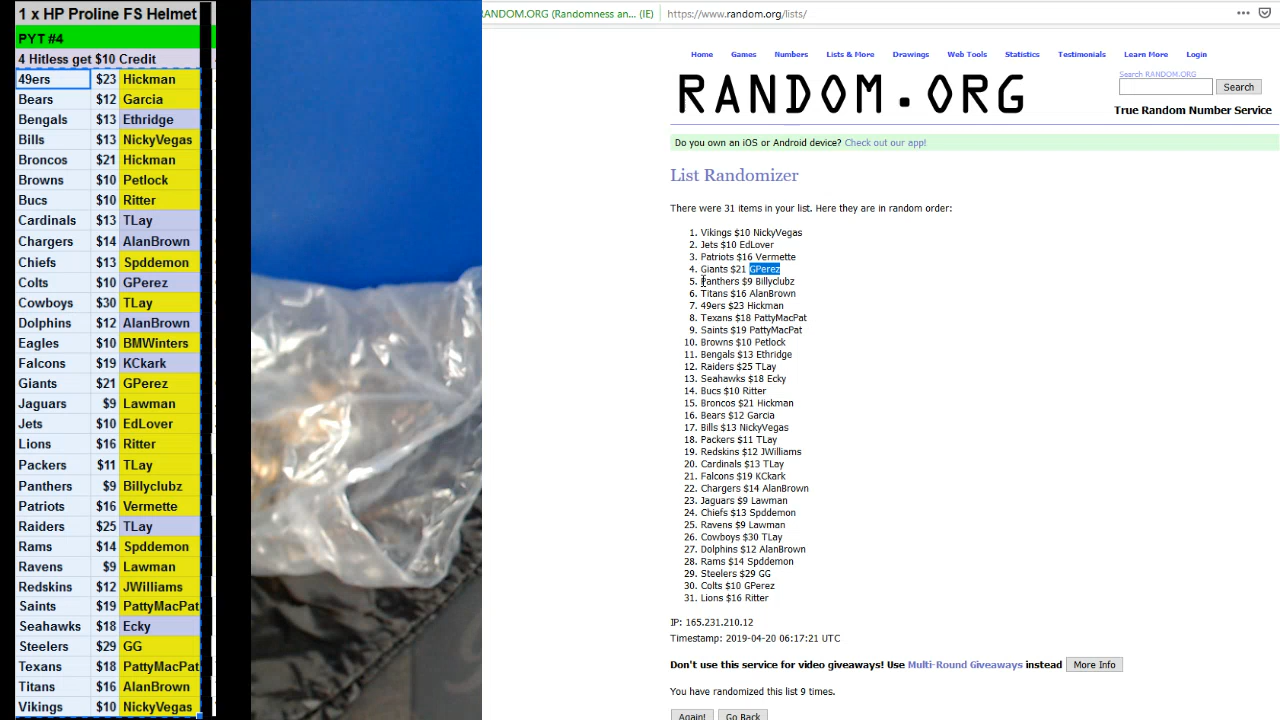 1 x HP Proline FS Helmet
PYT #4
4 Hitless get $10 Credit
49ers $23 Hickman
Bears $12 Garcia
Bengals $13 Ethridge
Bills $13 NickyVegas
Broncos $21 Hickman
Browns $10 Petlock
Bucs $10 Ritter
Cardinals $13 TLay
Chargers $14 AlanBrown
Chiefs $13 Spddemon
Colts $10 GPerez
Cowboys $30 TLay
Dolphins $12 AlanBrown
Eagles $10 BMWinters
Falcons $19 KCkark
Giants $21 GPerez
Jaguars $9 Lawman
Jets $10 EdLover
Lions $16 Ritter
Packers $11 TLay
Panthers $9 Billyclubz
Patriots $16 Vermette
Raiders $25 TLay
Rams $14 Spddemon
Ravens $9 Lawman
Redskins $12 JWilliams
Saints $19 PattyMacPat
Seahawks $18 Ecky
Steelers $29 GG
Texans $18 PattyMacPat
Titans $16 AlanBrown
Vikings $10 NickyVegas
RANDOM.ORG (Randomness an... (IE) https://www.random.org/lists/
Home Games Numbers Lists & More Drawings Web Tools Statistics Testimonials Learn More Login
RANDOM.ORG
Search RANDOM.ORG
Search
True Random Number Service
Do you own an iOS or Android device? Check out our app!
List Randomizer
There were 31 items in your list. Here they are in random order:
1. Vikings $10 NickyVegas
2. Jets $10 EdLover
3. Patriots $16 Vermette
4. Giants $21 GPerez
5. Panthers $9 Billyclubz
6. Titans $16 AlanBrown
7. 49ers $23 Hickman
8. Texans $18 PattyMacPat
9. Saints $19 PattyMacPat
10. Browns $10 Petlock
11. Bengals $13 Ethridge
12. Raiders $25 TLay
13. Seahawks $18 Ecky
14. Bucs $10 Ritter
15. Broncos $21 Hickman
16. Bears $12 Garcia
17. Bills $13 NickyVegas
18. Packers $11 TLay
19. Redskins $12 JWilliams
20. Cardinals $13 TLay
21. Falcons $19 KCkark
22. Chargers $14 AlanBrown
23. Jaguars $9 Lawman
24. Chiefs $13 Spddemon
25. Ravens $9 Lawman
26. Cowboys $30 TLay
27. Dolphins $12 AlanBrown
28. Rams $14 Spddemon
29. Steelers $29 GG
30. Colts $10 GPerez
31. Lions $16 Ritter
IP: 165.231.210.12
Timestamp: 2019-04-20 06:17:21 UTC
Don't use this service for video giveaways! Use Multi-Round Giveaways instead More Info
You have randomized this list 9 times.
Again! Go Back